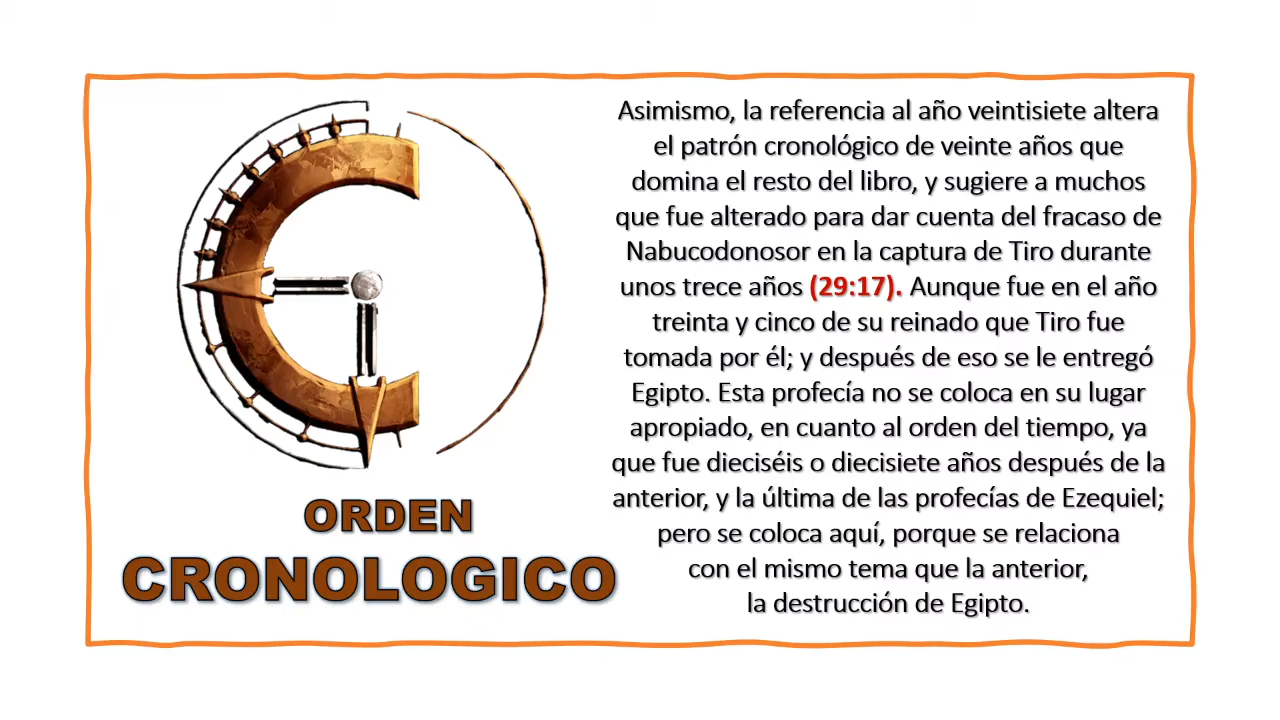 Asimismo, la referencia al año veintisiete altera
el patrón cronológico de veinte años que
domina el resto del libro, y sugiere a muchos
que fue alterado para dar cuenta del fracaso de
Nabucodonosor en la captura de Tiro durante
unos trece años (29:17). Aunque fue en el año
treinta y cinco de su reinado que Tiro fue
tomada por él; y después de eso se le entregó
Egipto. Esta profecía no se coloca en su lugar
apropiado, en cuanto al orden del tiempo, ya
que fue dieciséis o diecisiete años después de la
anterior, y la última de las profecías de Ezequiel;
pero se coloca aquí, porque se relaciona
con el mismo tema que la anterior,
la destrucción de Egipto.
ORDEN
CRONOLOGICO